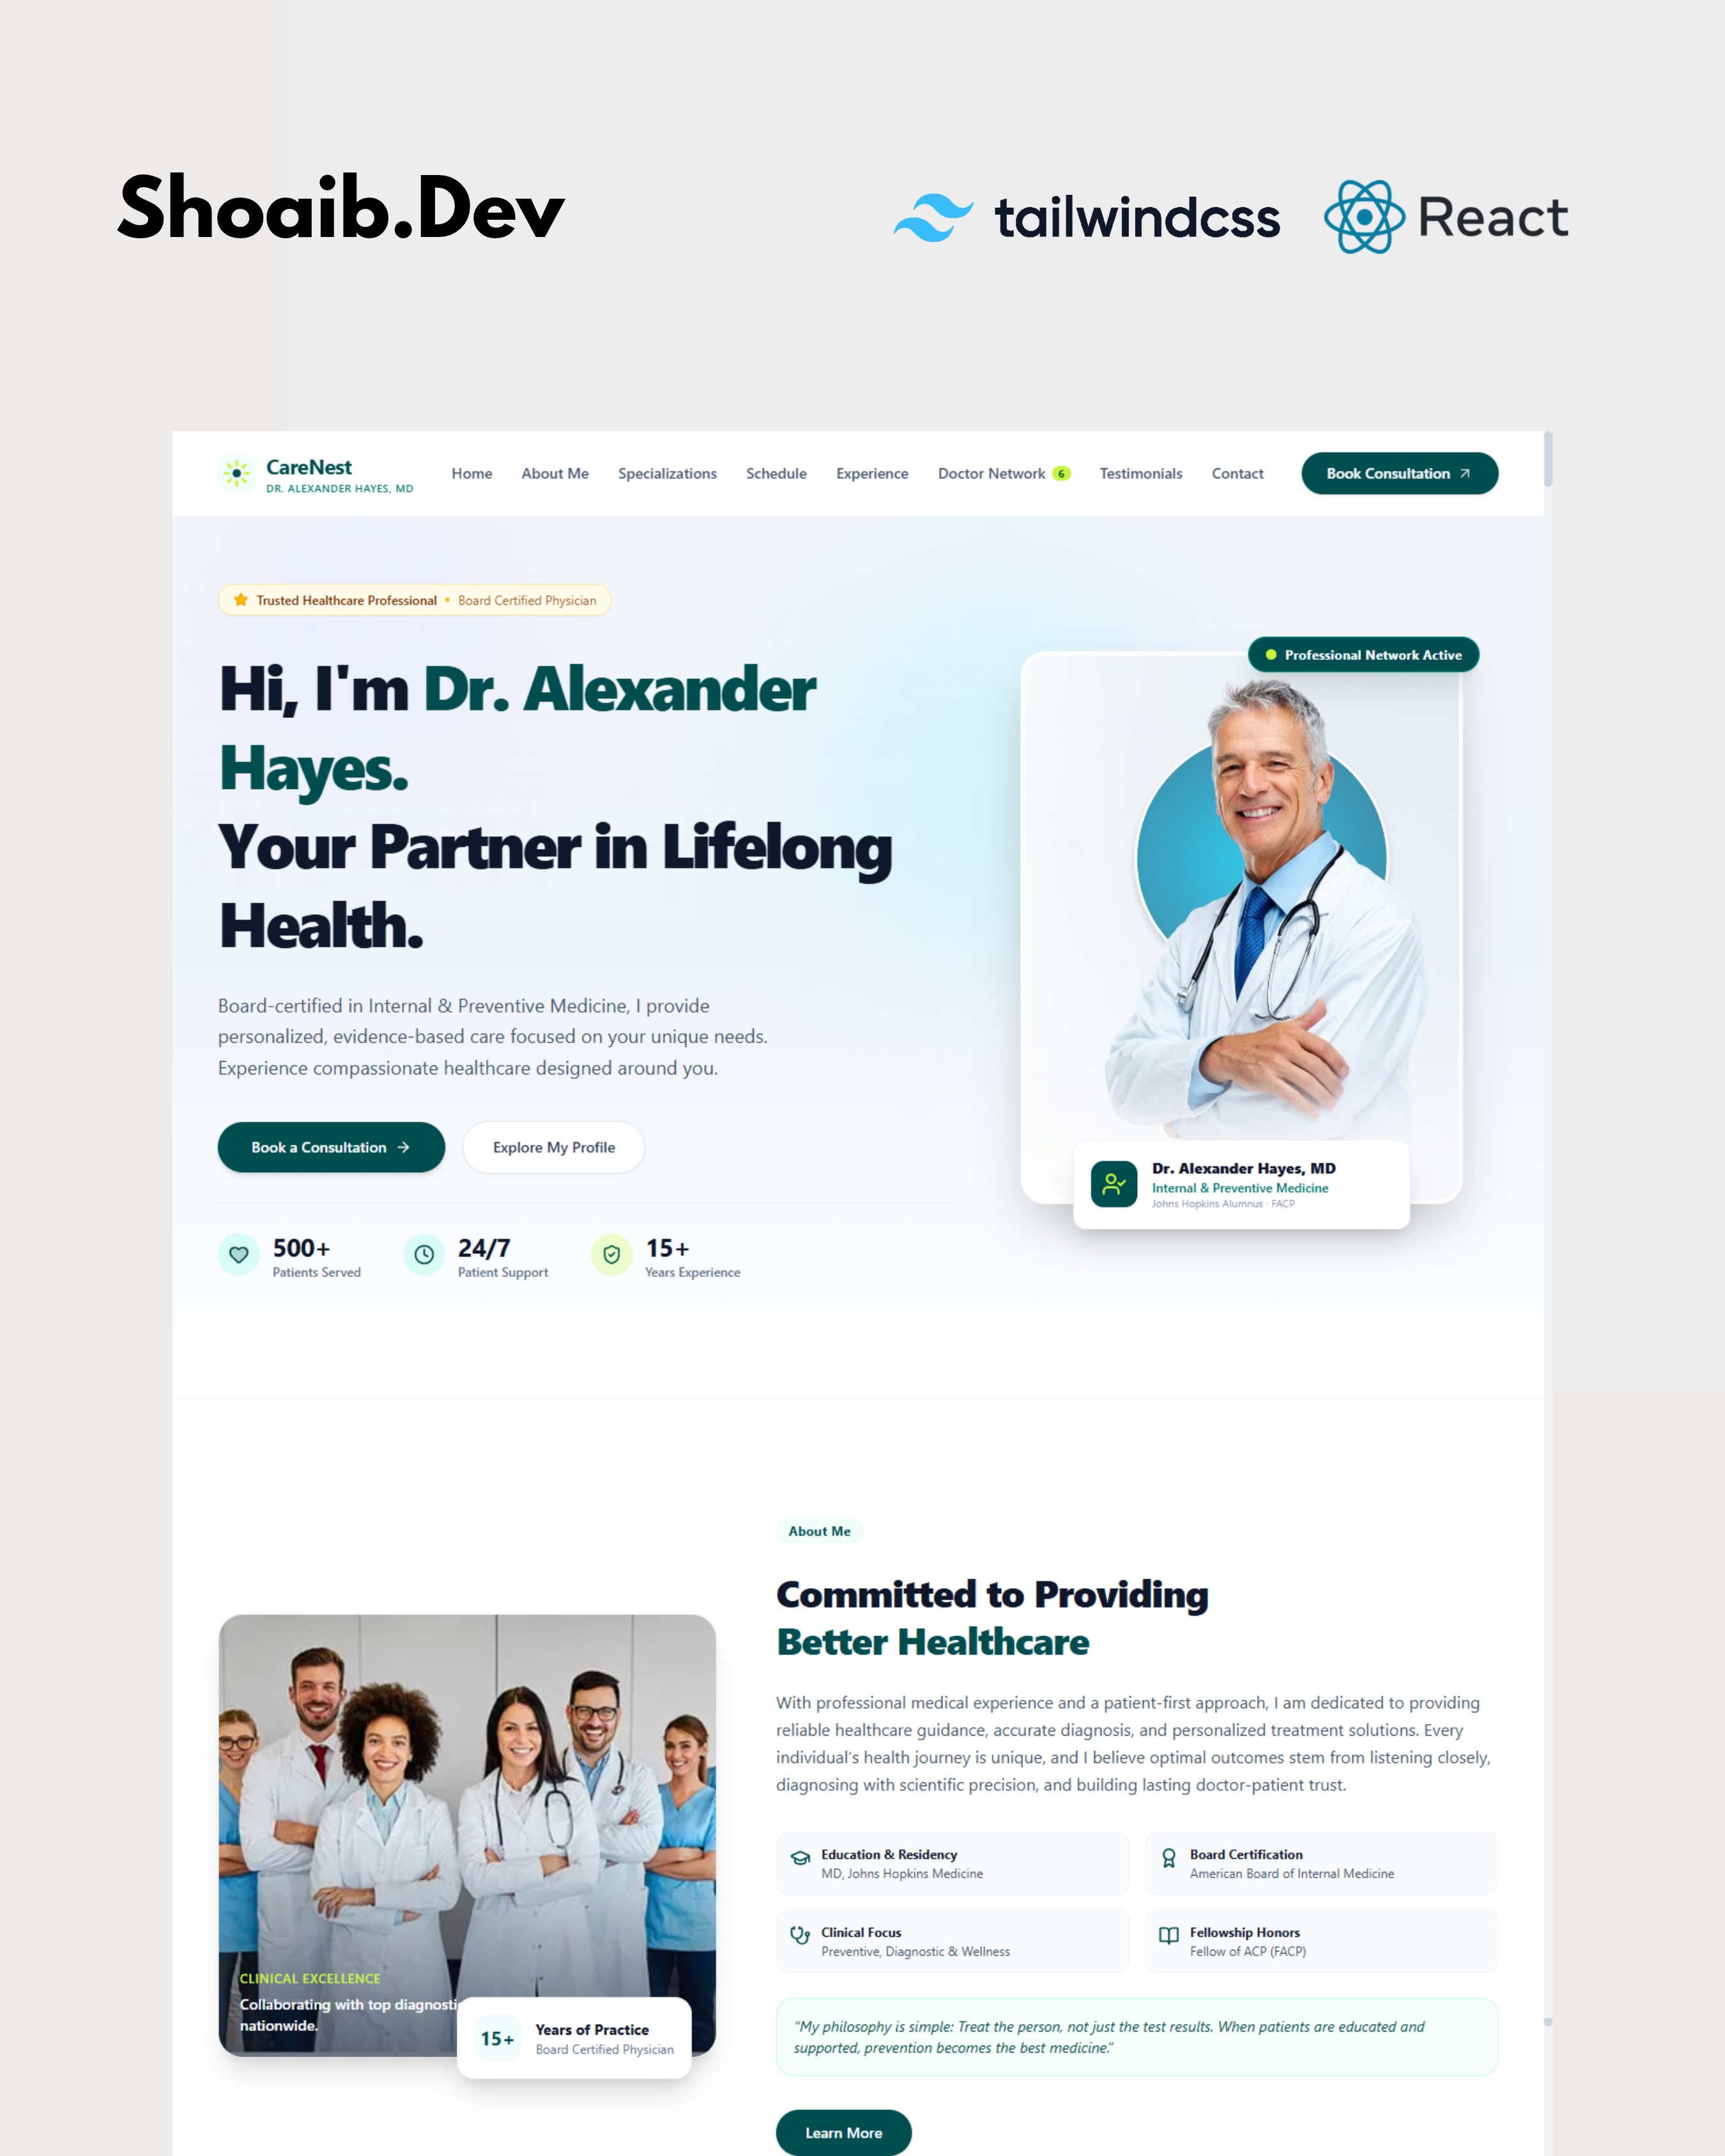 Shoaib.Dev
tailwindcss
React
CareNest
DR. ALEXANDER HAYES, MD
Home
About Me
Specializations
Schedule
Experience
Doctor Network 6
Testimonials
Contact
Book Consultation
Trusted Healthcare Professional • Board Certified Physician
Professional Network Active
Hi, I'm Dr. Alexander
Hayes.
Your Partner in Lifelong
Health.
Board-certified in Internal & Preventive Medicine, I provide
personalized, evidence-based care focused on your unique needs.
Experience compassionate healthcare designed around you.
Book a Consultation →
Explore My Profile
Dr. Alexander Hayes, MD
Internal & Preventive Medicine
Johns Hopkins Alumnus · FACP
500+
Patients Served
24/7
Patient Support
15+
Years Experience
About Me
Committed to Providing
Better Healthcare
With professional medical experience and a patient-first approach, I am dedicated to providing
reliable healthcare guidance, accurate diagnosis, and personalized treatment solutions. Every
individual's health journey is unique, and I believe optimal outcomes stem from listening closely,
diagnosing with scientific precision, and building lasting doctor-patient trust.
Education & Residency
MD, Johns Hopkins Medicine
Board Certification
American Board of Internal Medicine
Clinical Focus
Preventive, Diagnostic & Wellness
Fellowship Honors
Fellow of ACP (FACP)
CLINICAL EXCELLENCE
Collaborating with top diagnosti
nationwide.
15+
Years of Practice
Board Certified Physician
"My philosophy is simple: Treat the person, not just the test results. When patients are educated and
supported, prevention becomes the best medicine."
Learn More